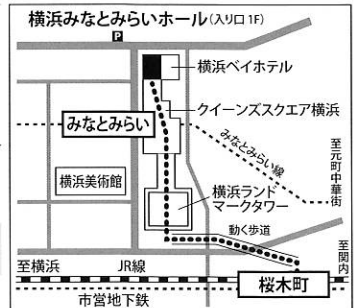 横浜みなとみらいホール(入り口1F)
P
横浜ベイホテル
クイーンズスクエア横浜
みなとみらい
みなとみらい線
至元町中華街
横浜美術館
横浜ランド
マークタワー
動く歩道
至横浜
JR線
至関内
桜木町
市営地下鉄